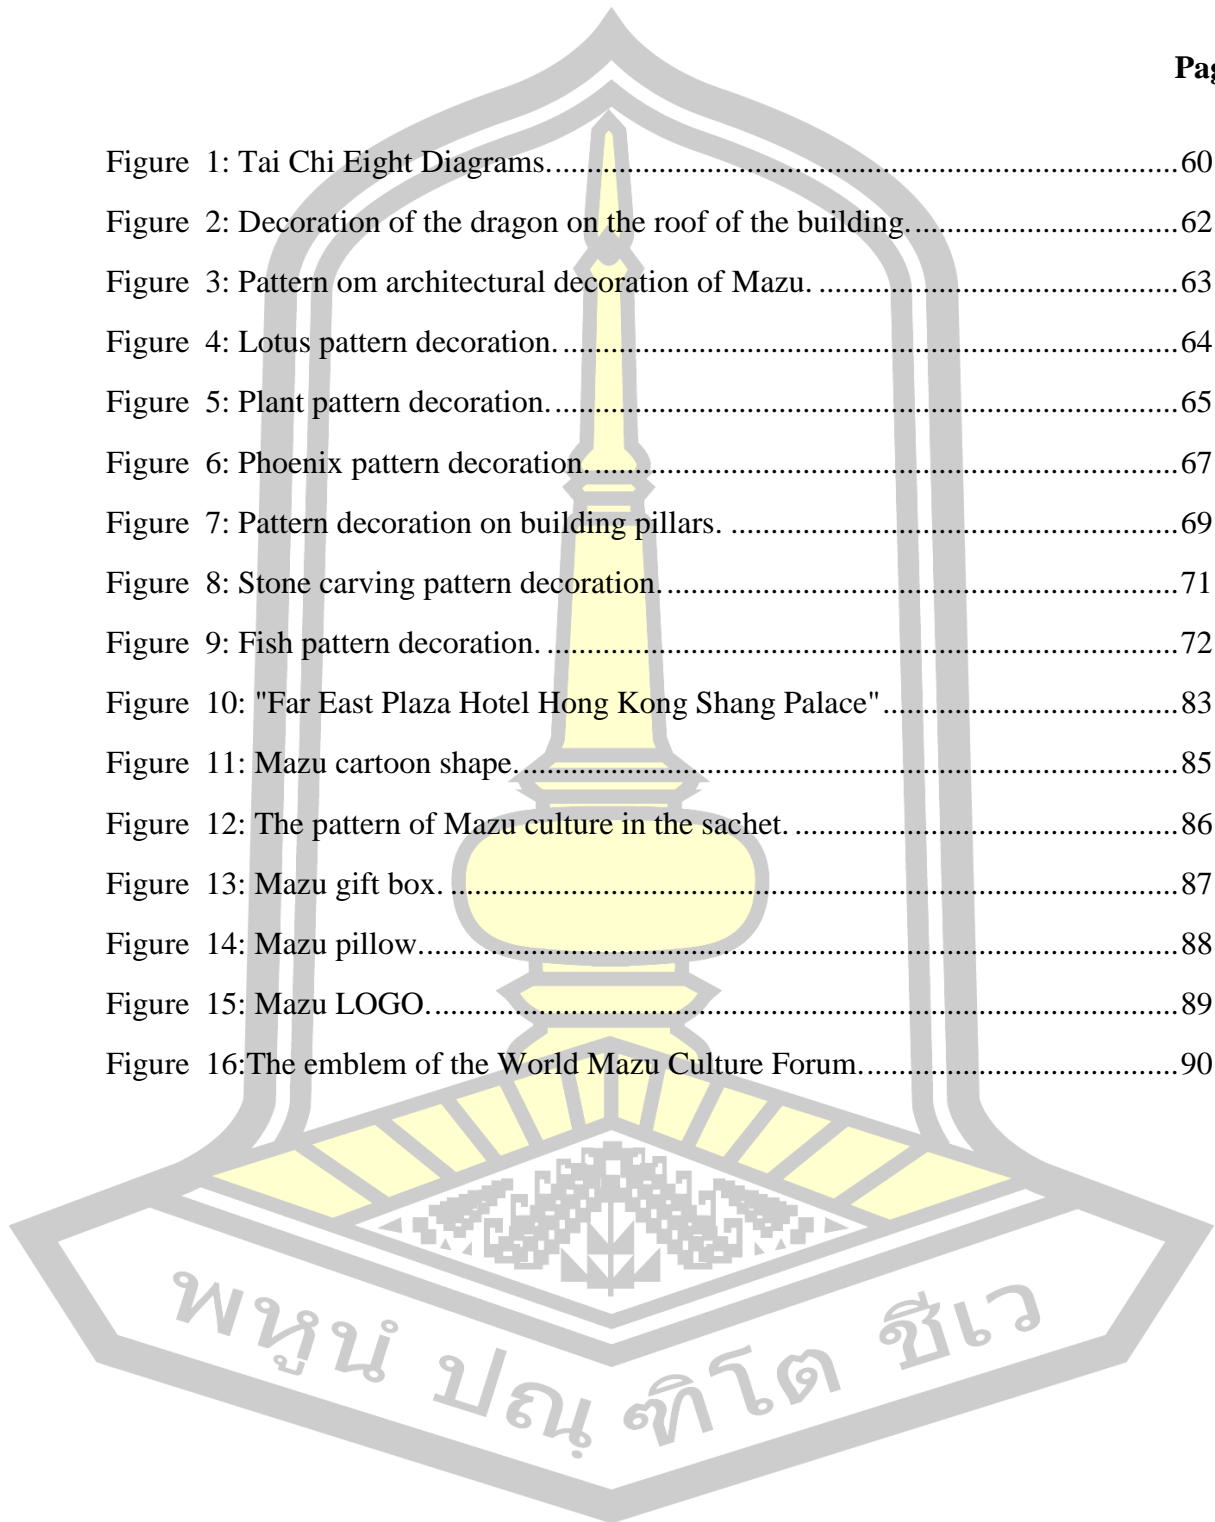 Pag
Figure 1: Tai Chi Eight Diagrams. 60
Figure 2: Decoration of the dragon on the roof of the building. 62
Figure 3: Pattern om architectural decoration of Mazu. 63
Figure 4: Lotus pattern decoration. 64
Figure 5: Plant pattern decoration. 65
Figure 6: Phoenix pattern decoration. 67
Figure 7: Pattern decoration on building pillars. 69
Figure 8: Stone carving pattern decoration. 71
Figure 9: Fish pattern decoration. 72
Figure 10: "Far East Plaza Hotel Hong Kong Shang Palace" 83
Figure 11: Mazu cartoon shape. 85
Figure 12: The pattern of Mazu culture in the sachet. 86
Figure 13: Mazu gift box. 87
Figure 14: Mazu pillow. 88
Figure 15: Mazu LOGO. 89
Figure 16:The emblem of the World Mazu Culture Forum. 90
พหูนํ ปณฺ ฑิโต ชีเว